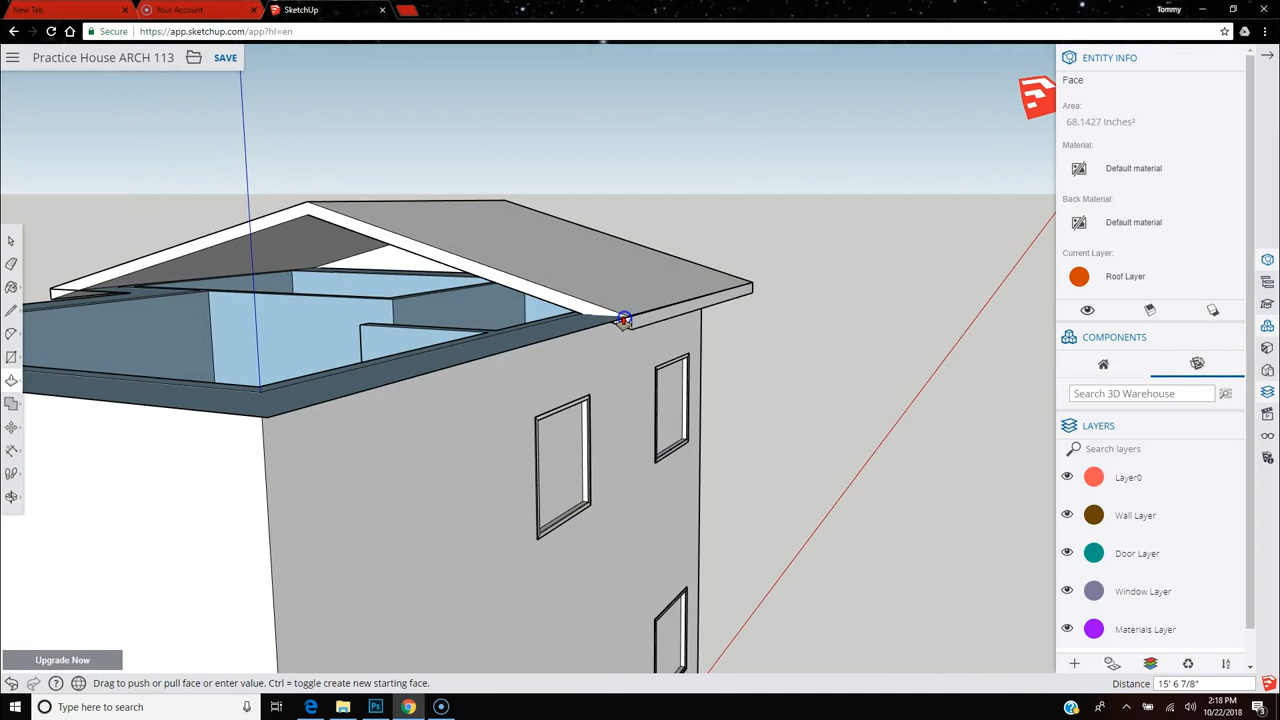 New Tab
Your Account
SketchUp
Tommy
Secure
https://app.sketchup.com/app?hl=en
Practice House ARCH 113
SAVE
ENTITY INFO
Face
Area:
68.1427 Inches²
Material:
Default material
Back Material:
Default material
Current Layer:
Roof Layer
COMPONENTS
Search 3D Warehouse
LAYERS
Search layers
Layer0
Wall Layer
Door Layer
Window Layer
Materials Layer
Upgrade Now
Drag to push or pull face or enter value. Ctrl = toggle create new starting face.
Distance
15' 6 7/8"
Type here to search
2:18 PM
10/22/2018